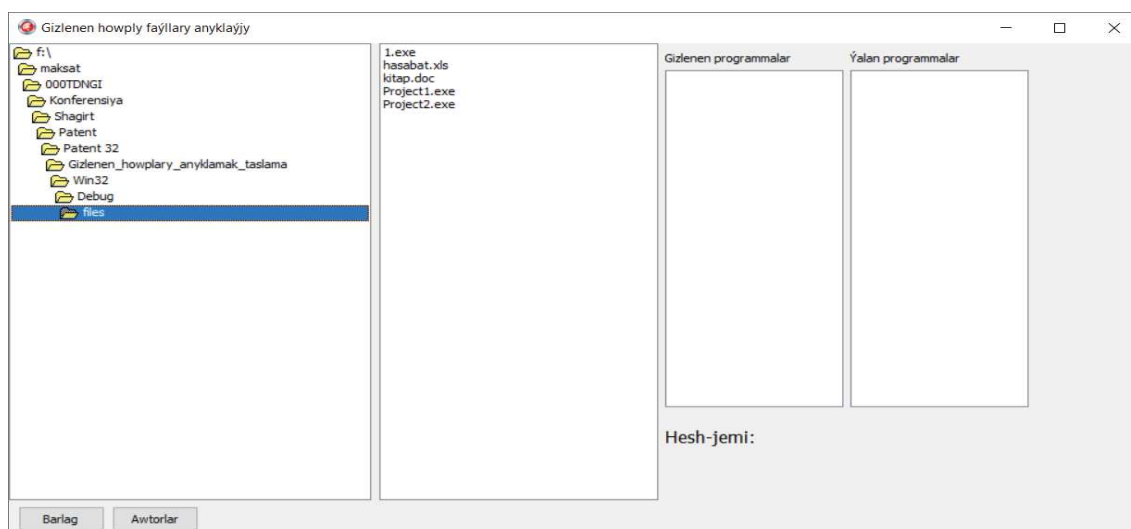 Gizlenen howply faýllary anyklaýjy
f:\
maksat
000TDNGI
Konferensiya
Shagirt
Patent
Patent 32
Gizlenen_howplary_anyklamak_taslama
Win32
Debug
files
1.exe
hasabat.xls
kitap.doc
Project1.exe
Project2.exe
Gizlenen programmalar
Ýalan programmalar
Hesh-jemi:
Barlag
Awtorlar